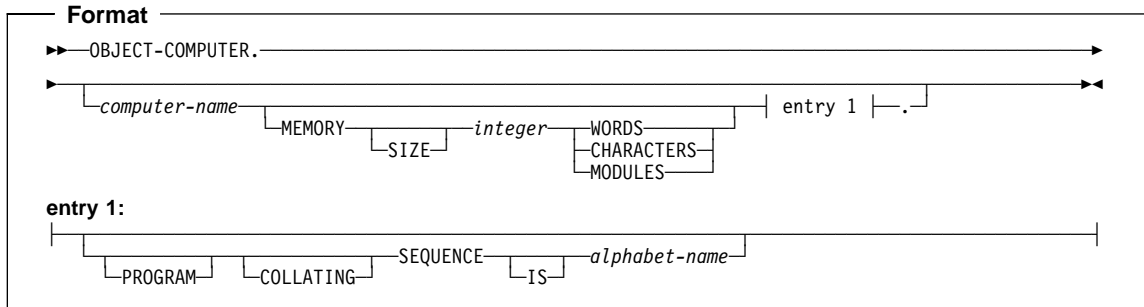 Format
OBJECT-COMPUTER.
computer-name entry 1 .
MEMORY integer WORDS
SIZE CHARACTERS
MODULES
entry 1:
SEQUENCE alphabet-name
PROGRAM COLLATING IS